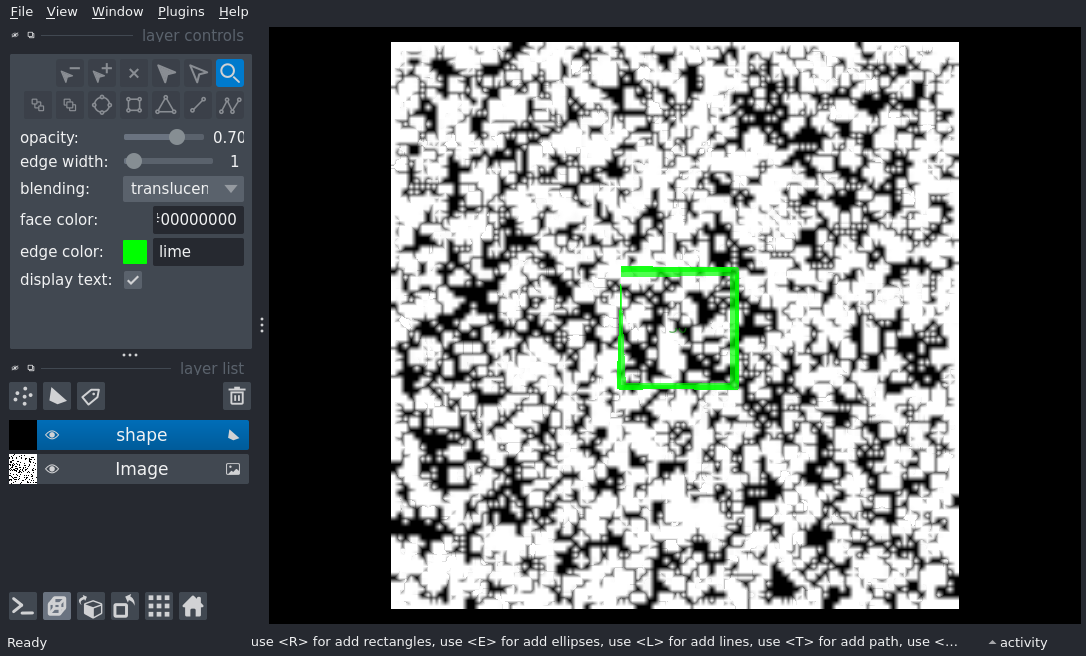 File View Window Plugins Help
layer controls
opacity: 0.70
edge width: 1
blending: translucen
face color: 00000000
edge color: lime
display text:
layer list
shape
Image
Ready use <R> for add rectangles, use <E> for add ellipses, use <L> for add lines, use <T> for add path, use <... activity